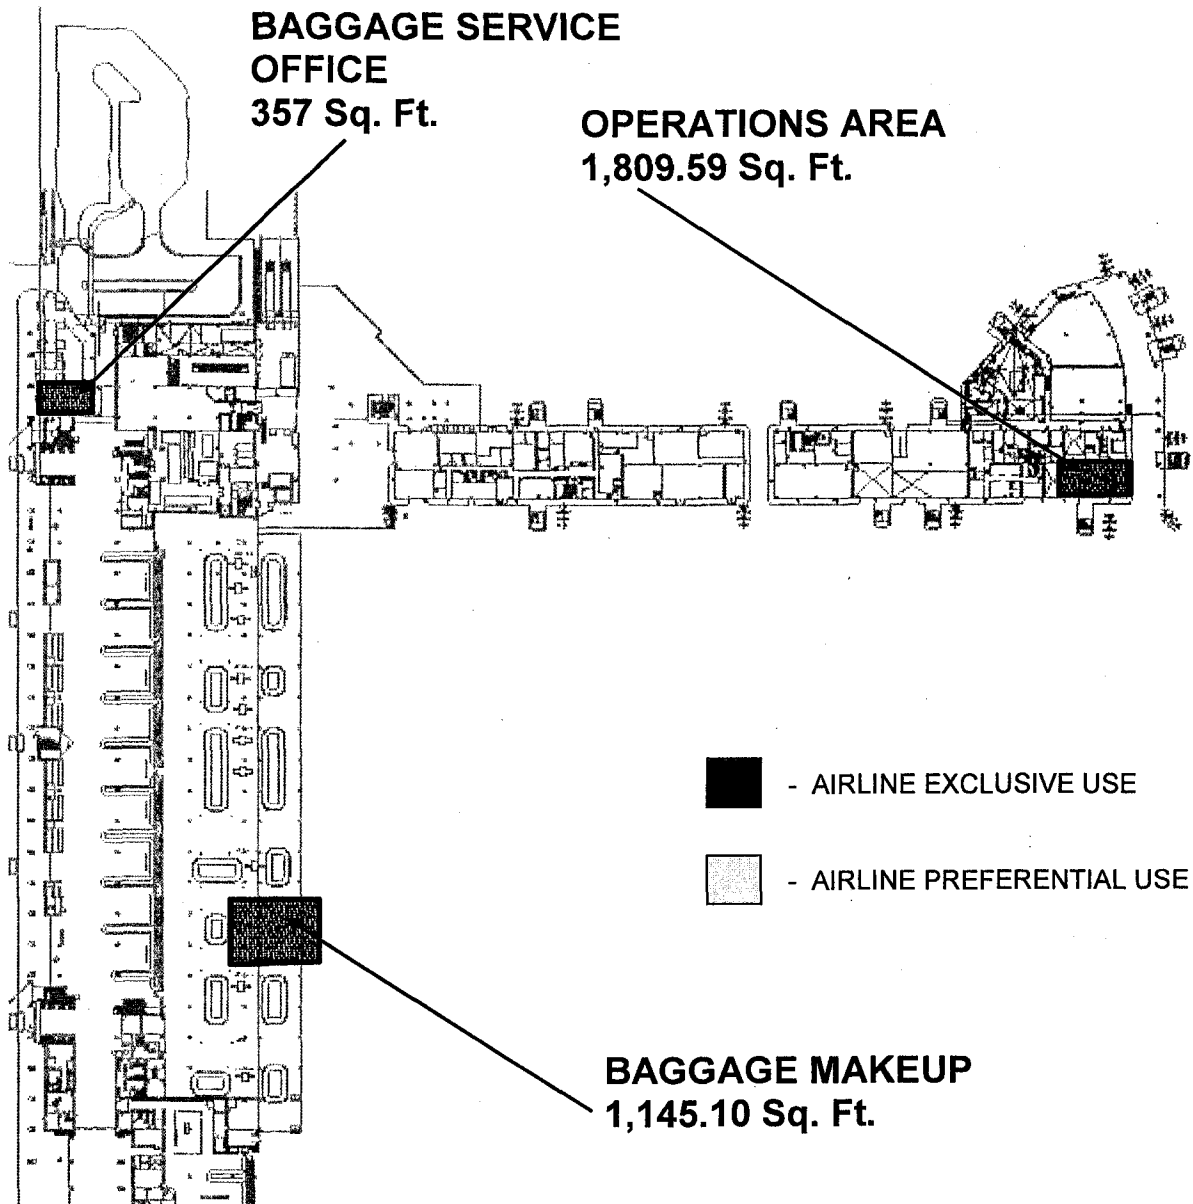 BAGGAGE SERVICE
OFFICE
357 Sq. Ft.
OPERATIONS AREA
1,809.59 Sq. Ft.
- AIRLINE EXCLUSIVE USE
- AIRLINE PREFERENTIAL USE
BAGGAGE MAKEUP
1,145.10 Sq. Ft.